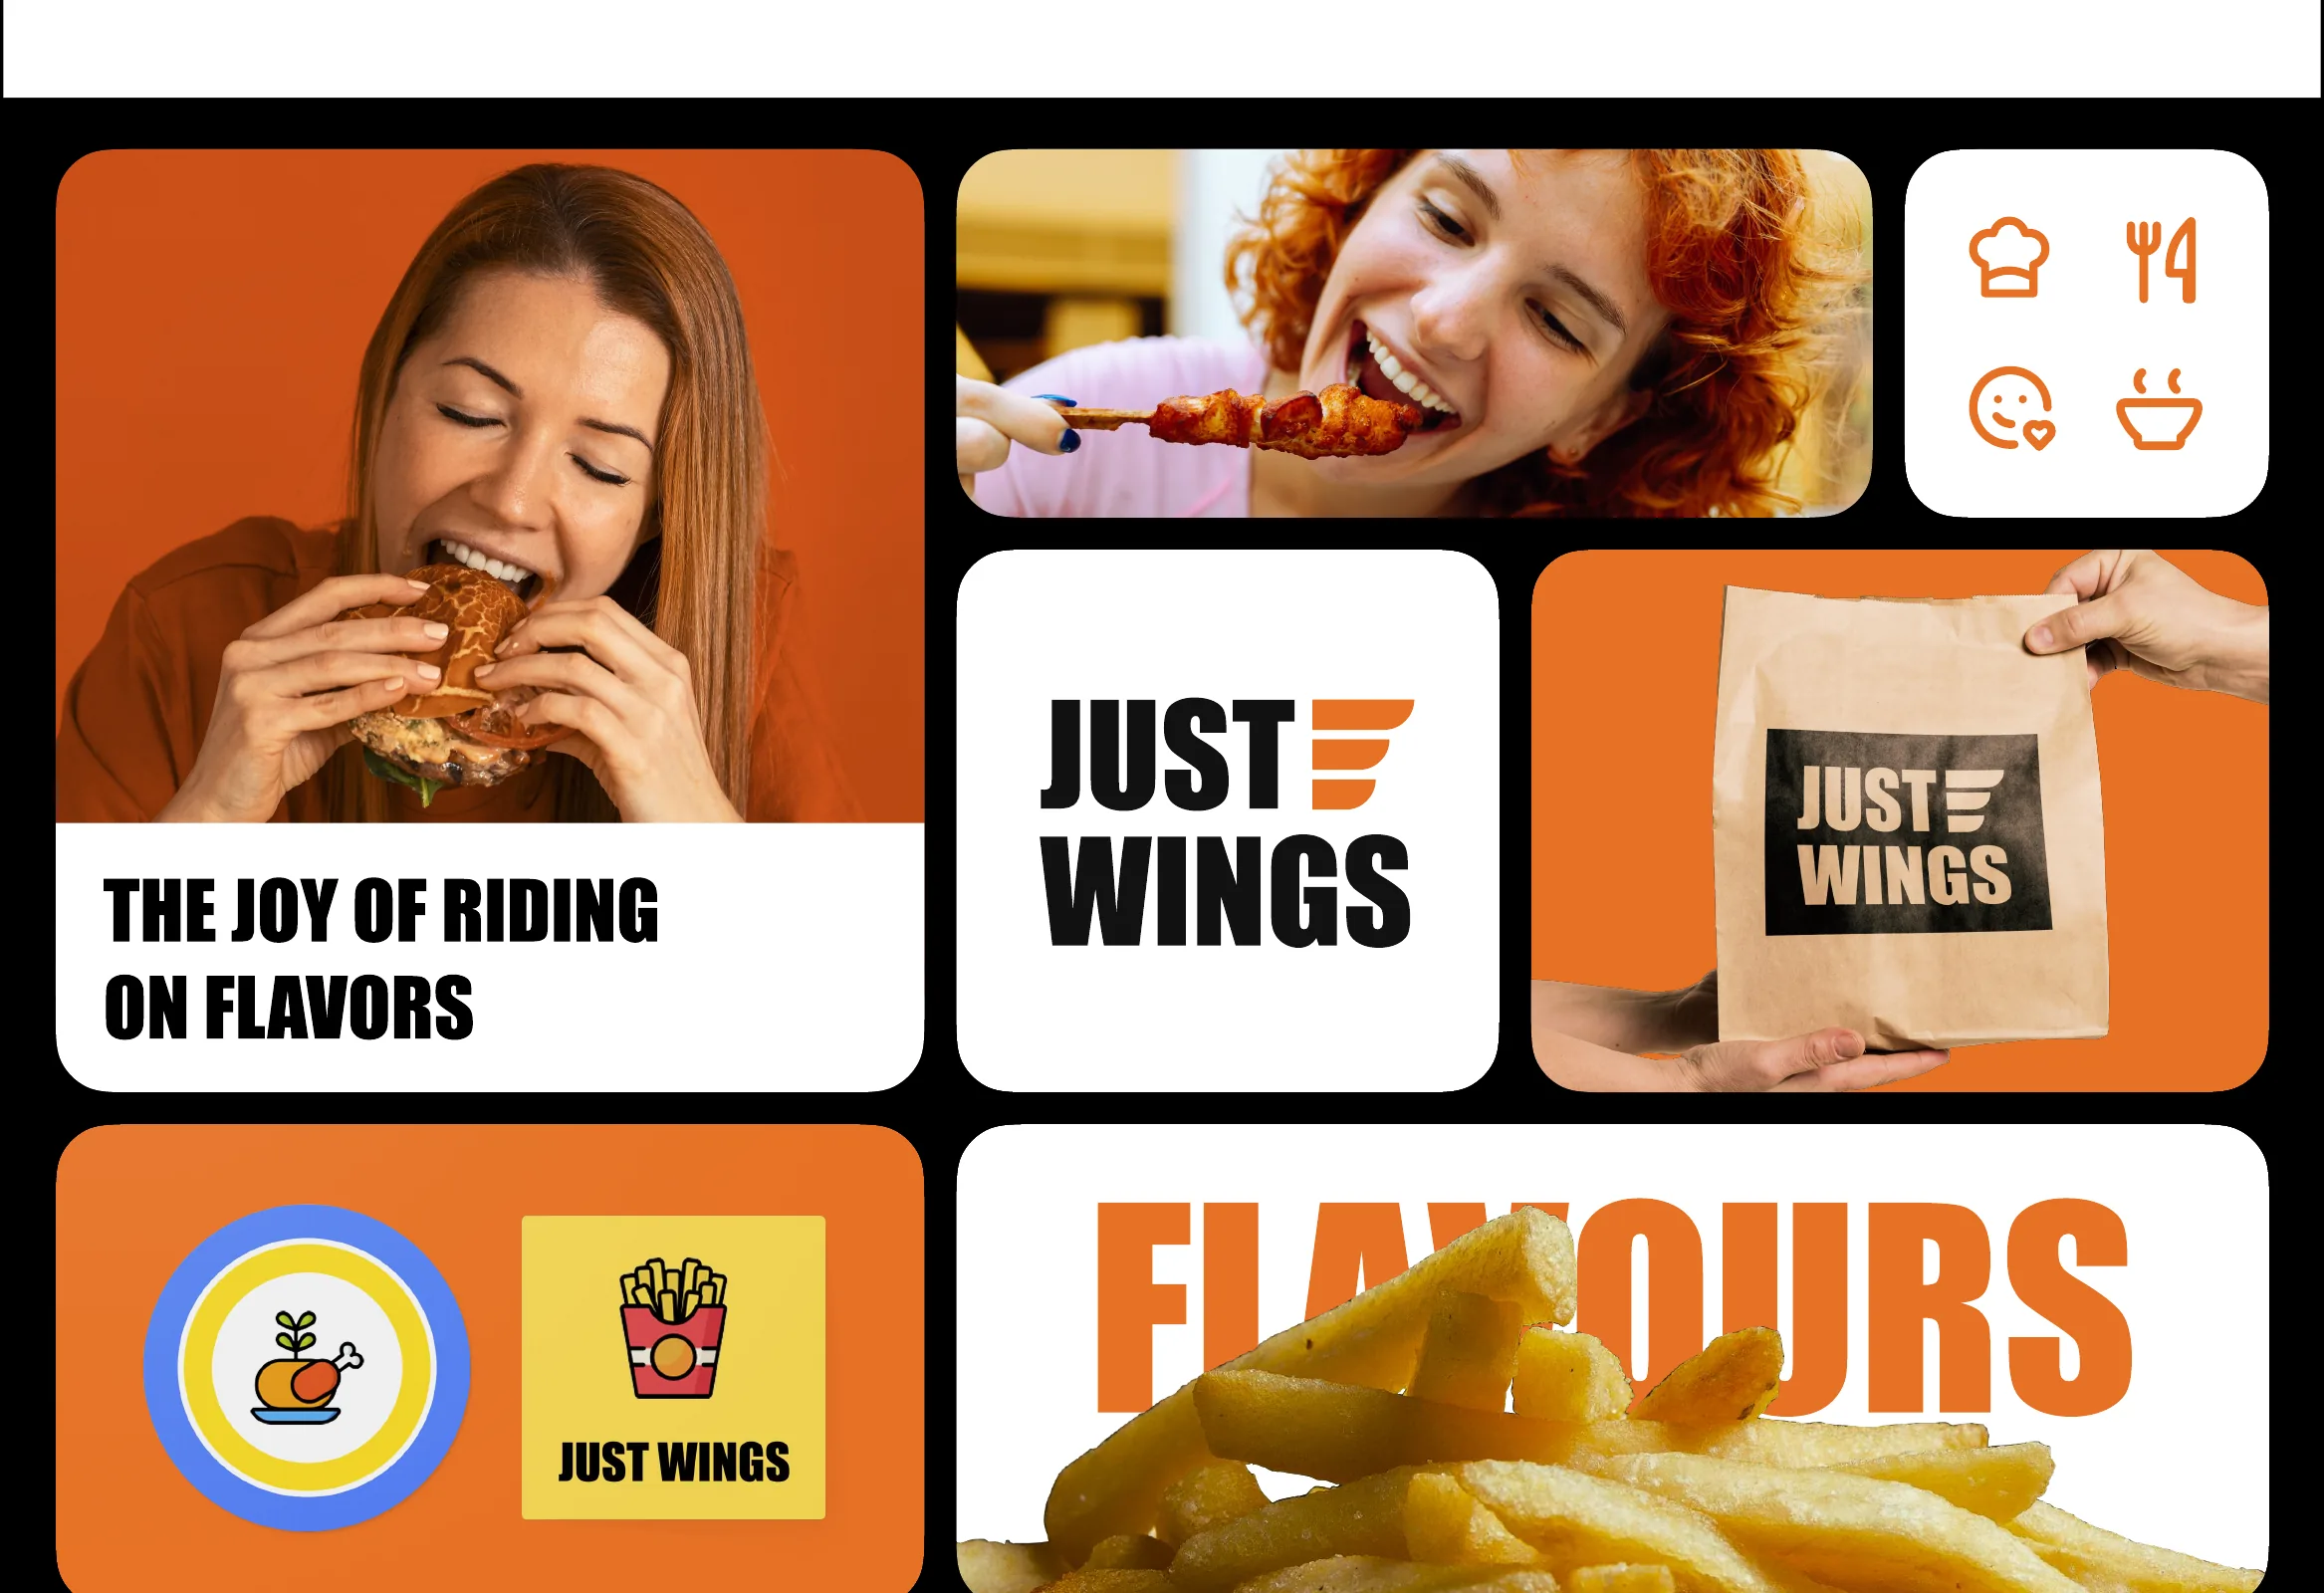 THE JOY OF RIDING
ON FLAVORS
JUST
WINGS
JUST
WINGS
JUST WINGS
FLAVOURS